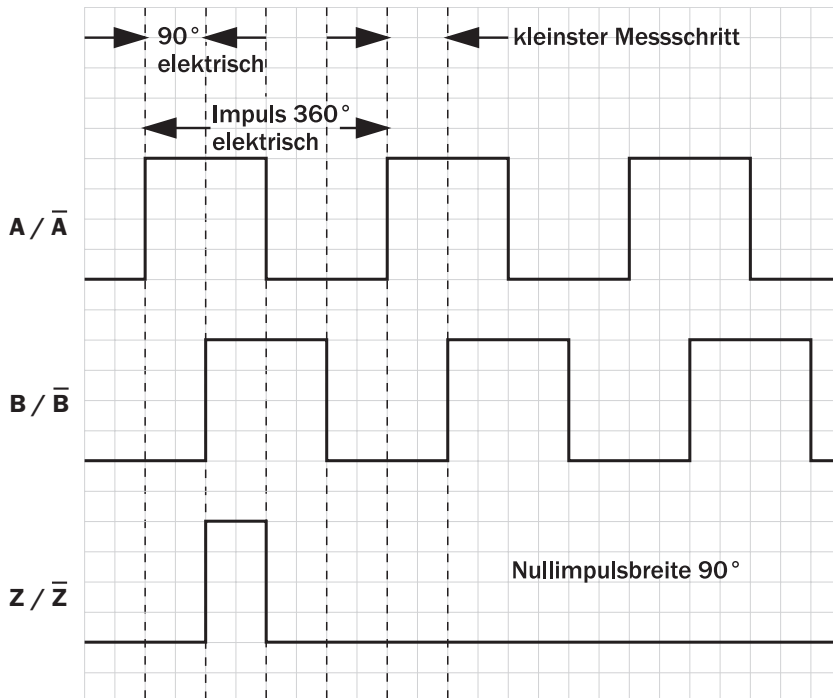 90°
elektrisch
kleinster Messschritt
Impuls 360°
elektrisch
A / A̅
B / B̅
Nullimpulsbreite 90°
Z / Z̅